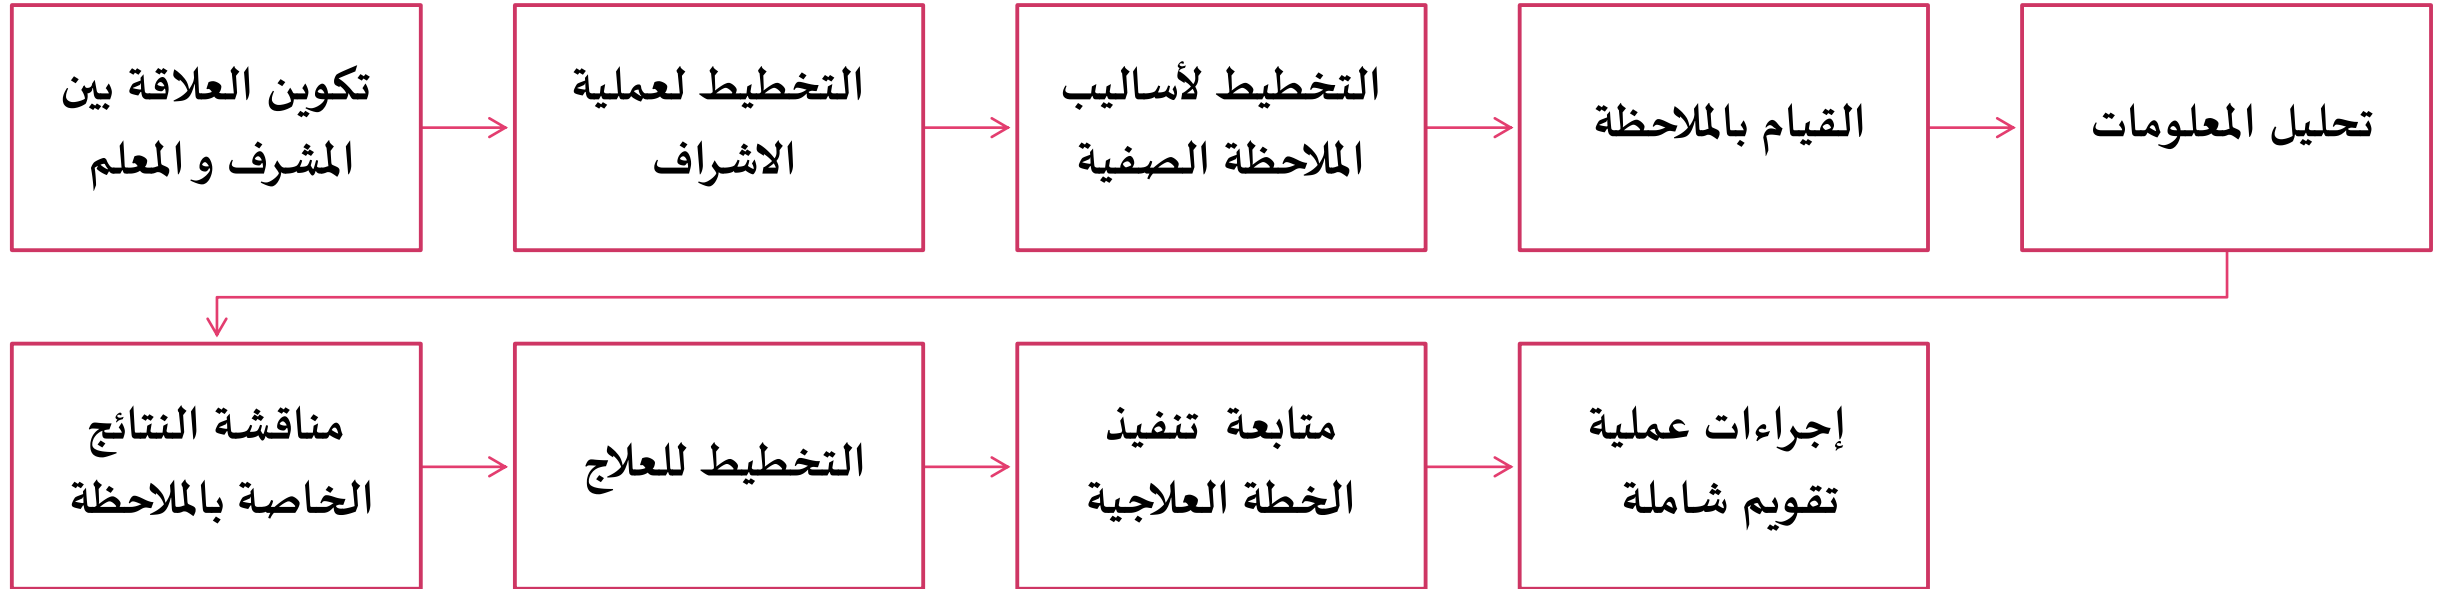 تكوين العلاقة بين
المشرف و المعلم
التخطيط لعملية
الاشراف
التخطيط لأساليب
الملاحظة الصفية
القيام بالملاحظة
تحليل المعلومات
مناقشة النتائج
الخاصة بالملاحظة
التخطيط للعلاج
متابعة تنفيذ
الخطة العلاجية
إجراءات عملية
تقويم شاملة